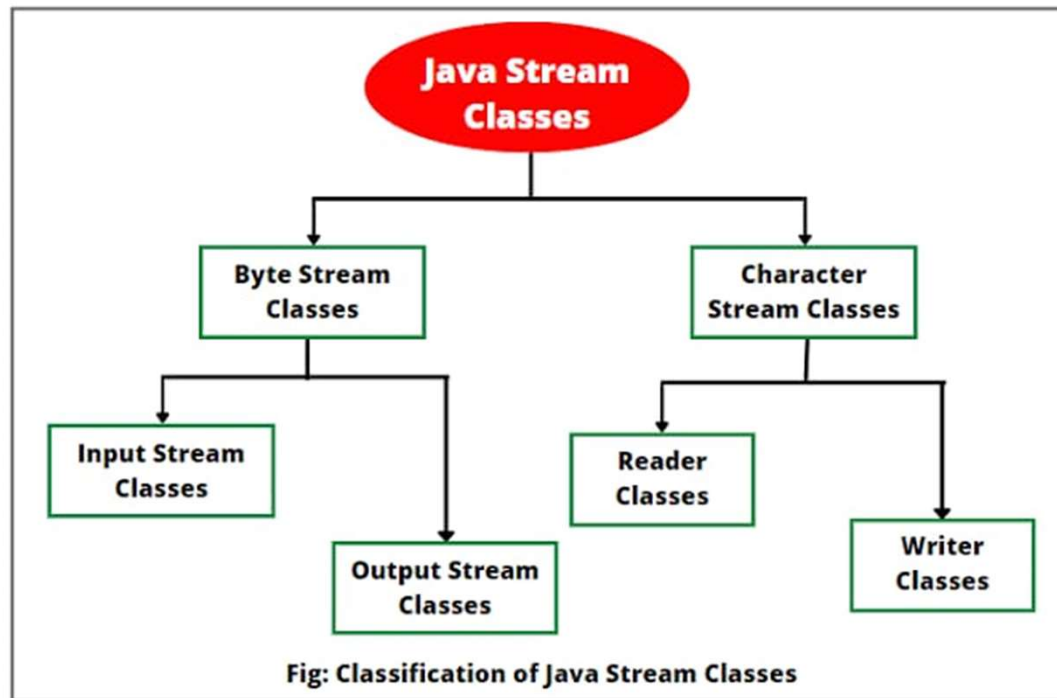 Java Stream
Classes
Byte Stream
Classes
Character
Stream Classes
Input Stream
Classes
Output Stream
Classes
Reader
Classes
Writer
Classes
Fig: Classification of Java Stream Classes